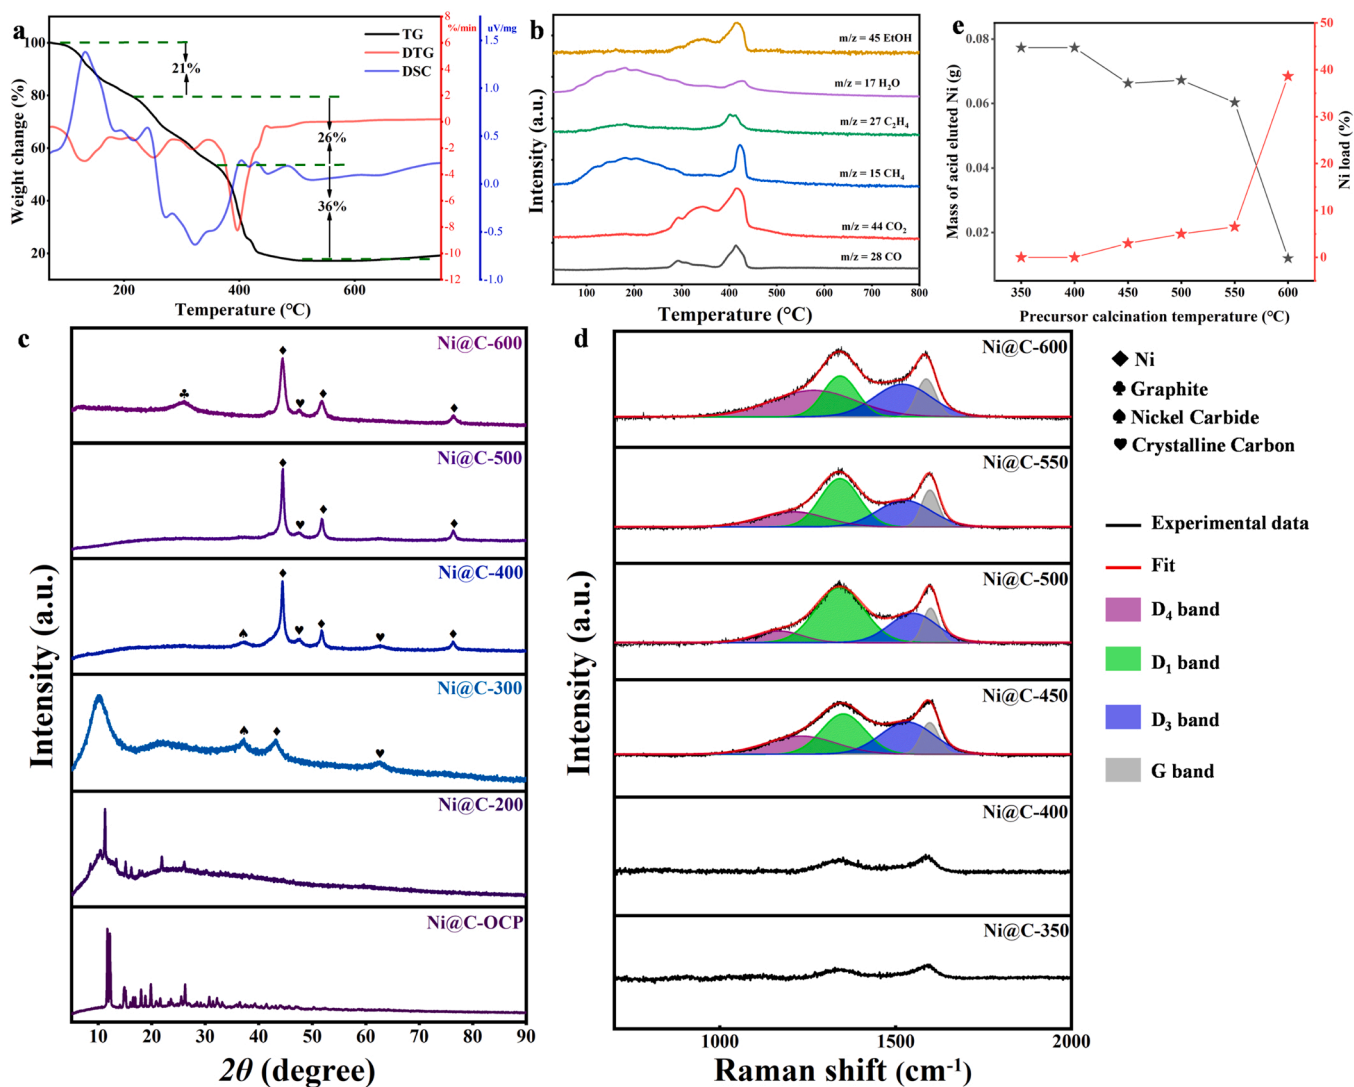 a
%/min
uV/mg
TG
DTG
DSC
21%
26%
36%
100
80
60
40
20
8
6
4
2
0
-2
-4
-6
-8
-10
-12
1.5
1.0
0.5
0.0
-0.5
-1.0
200
400
600
Weight change (%)
Temperature (°C)
b
m/z = 45 EtOH
m/z = 17 H₂O
m/z = 27 C₂H₄
m/z = 15 CH₄
m/z = 44 CO₂
m/z = 28 CO
100 200 300 400 500 600 700 800
Intensity (a.u.)
Temperature (°C)
e
0.08
0.06
0.04
0.02
50
40
30
20
10
0
350 400 450 500 550 600
Mass of acid eluted Ni (g)
Ni load (%)
Precursor calcination temperature (°C)
c
Ni@C-600
Ni@C-500
Ni@C-400
Ni@C-300
Ni@C-200
Ni@C-OCP
10 20 30 40 50 60 70 80 90
Intensity (a.u.)
2θ (degree)
d
Ni@C-600
Ni@C-550
Ni@C-500
Ni@C-450
Ni@C-400
Ni@C-350
1000 1500 2000
Intensity (a.u.)
Raman shift (cm⁻¹)
♦ Ni
♣ Graphite
♠ Nickel Carbide
♥ Crystalline Carbon
Experimental data
Fit
D₄ band
D₁ band
D₃ band
G band